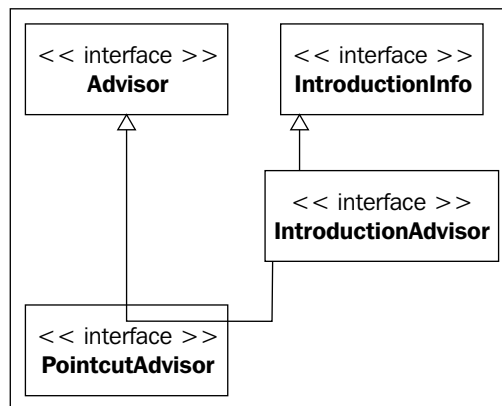 << interface >>
Advisor
<< interface >>
IntroductionInfo
<< interface >>
IntroductionAdvisor
<< interface >>
PointcutAdvisor